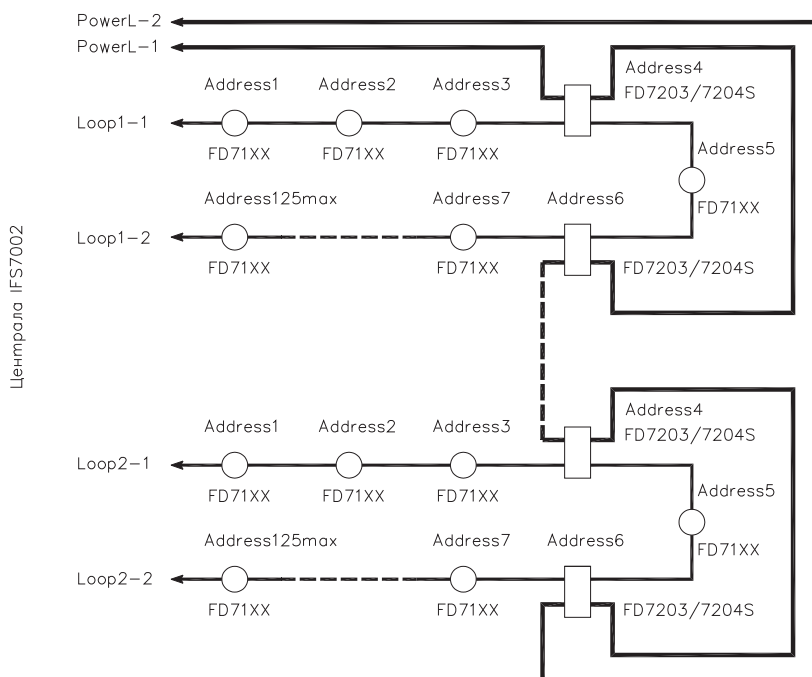 PowerL-2
PowerL-1
Address1 Address2 Address3 Address4
FD7203/7204S
Loop1-1
FD71XX FD71XX FD71XX
Address5
FD71XX
Address125max Address7 Address6
Loop1-2
FD71XX FD71XX FD7203/7204S
Централа IFS7002
Address1 Address2 Address3 Address4
FD7203/7204S
Loop2-1
FD71XX FD71XX FD71XX
Address5
FD71XX
Address125max Address7 Address6
Loop2-2
FD71XX FD71XX FD7203/7204S